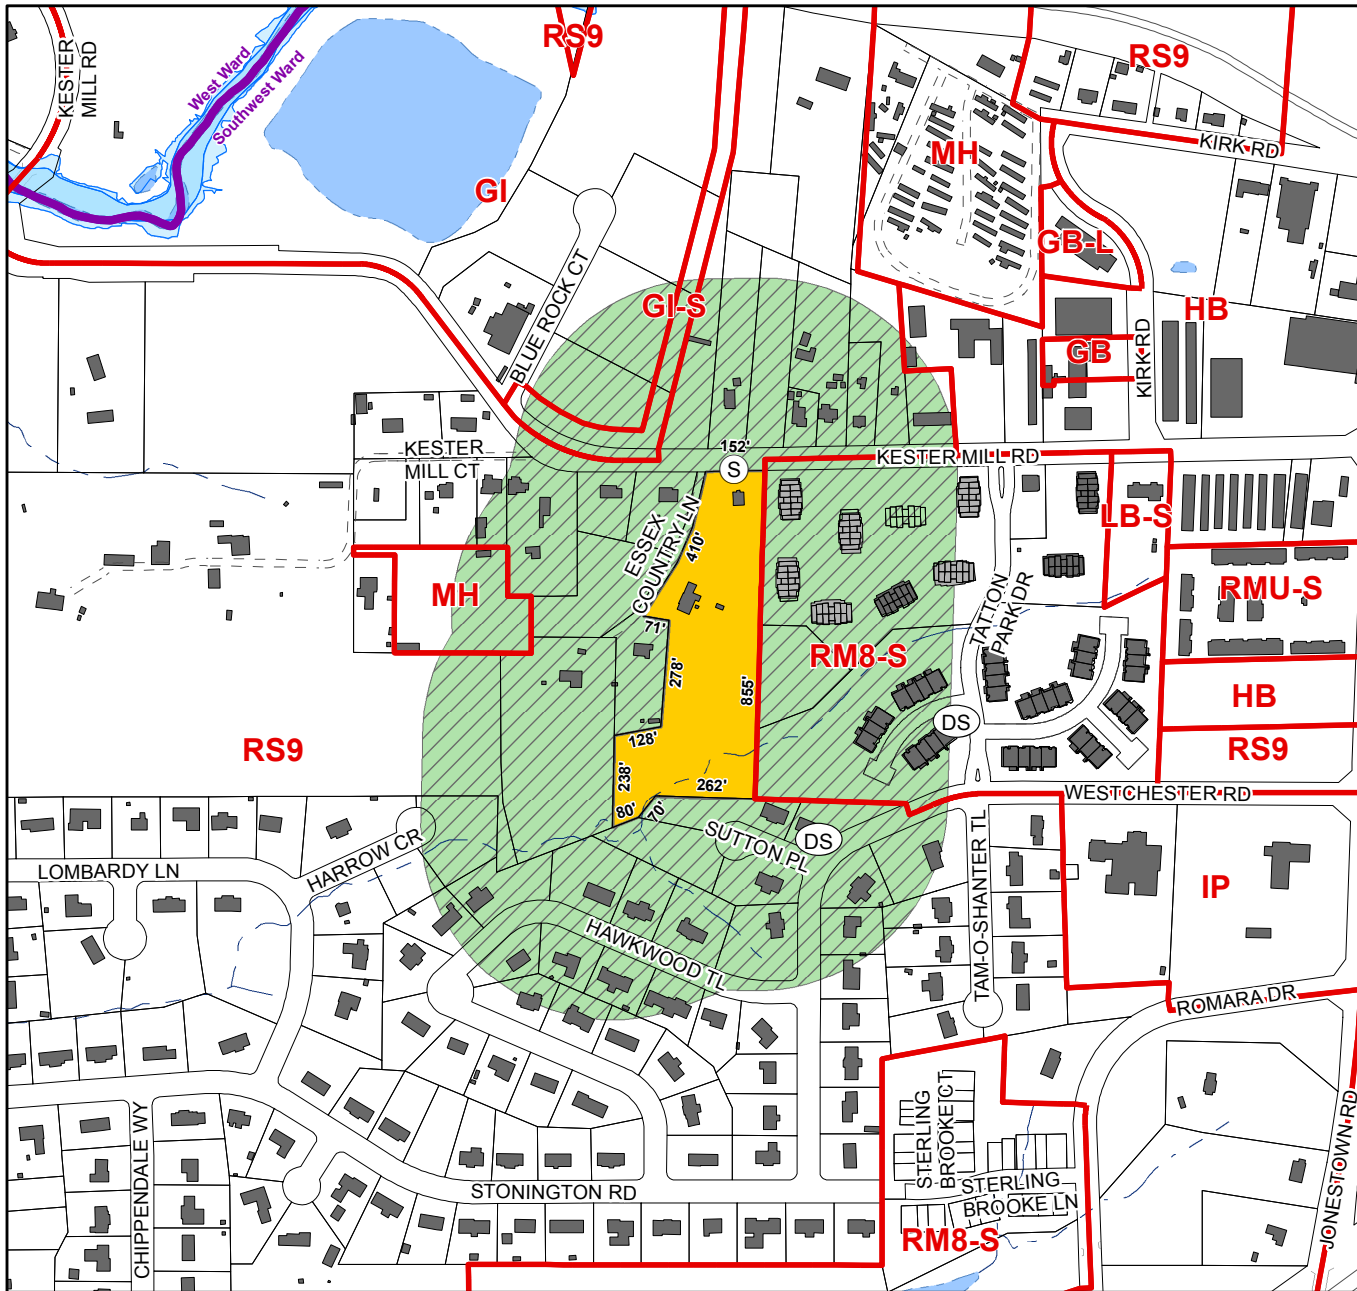 RS9
RS9
KESTER
MILL RD
West Ward
Southwest Ward
KIRK RD
MH
GI
GB-L
BLUE ROCK CT
GI-S
HB
GB
KIRK RD
152'
S
KESTER
MILL CT
KESTER MILL RD
LB-S
ESSEX
COUNTRY LN
410'
MH
71'
TATTON
PARK DR
RMU-S
RM8-S
278'
855'
HB
DS
128'
RS9
RS9
238'
262'
80'
70'
WESTCHESTER RD
SUTTON PL
DS
HARROW CR
LOMBARDY LN
TAM-O-SHANTER TL
IP
HAWKWOOD TL
ROMARA DR
STERLING
BROOKE CT
CHIPPENDALE WY
STONINGTON RD
STERLING
BROOKE LN
JONESTOWN RD
RM8-S